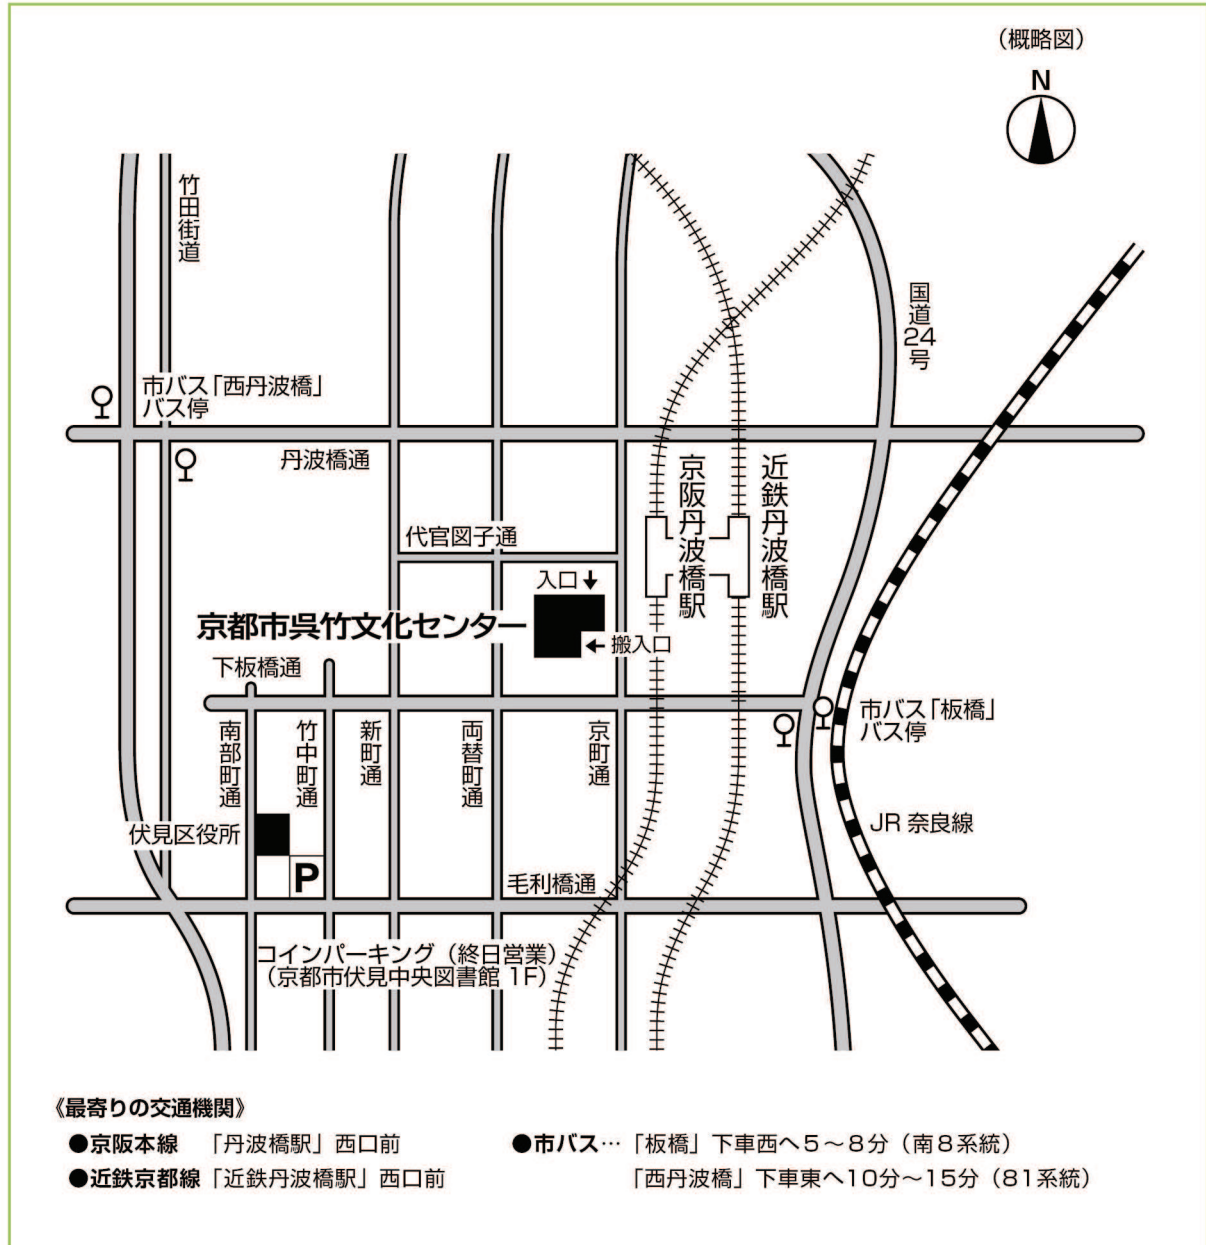 （概略図）
N
竹田街道
国道24号
市バス「西丹波橋」
バス停
丹波橋通
京阪丹波橋駅
近鉄丹波橋駅
代官図子通
入口
京都市呉竹文化センター
搬入口
下板橋通
市バス「板橋」
バス停
南部町通
竹中町通
新町通
両替町通
京町通
伏見区役所
JR 奈良線
P
毛利橋通
コインパーキング（終日営業）
（京都市伏見中央図書館 1F）
《最寄りの交通機関》
●京阪本線 「丹波橋駅」西口前
●近鉄京都線 「近鉄丹波橋駅」西口前
●市バス… 「板橋」下車西へ5～8分（南8系統）
「西丹波橋」下車東へ10分～15分（81系統）